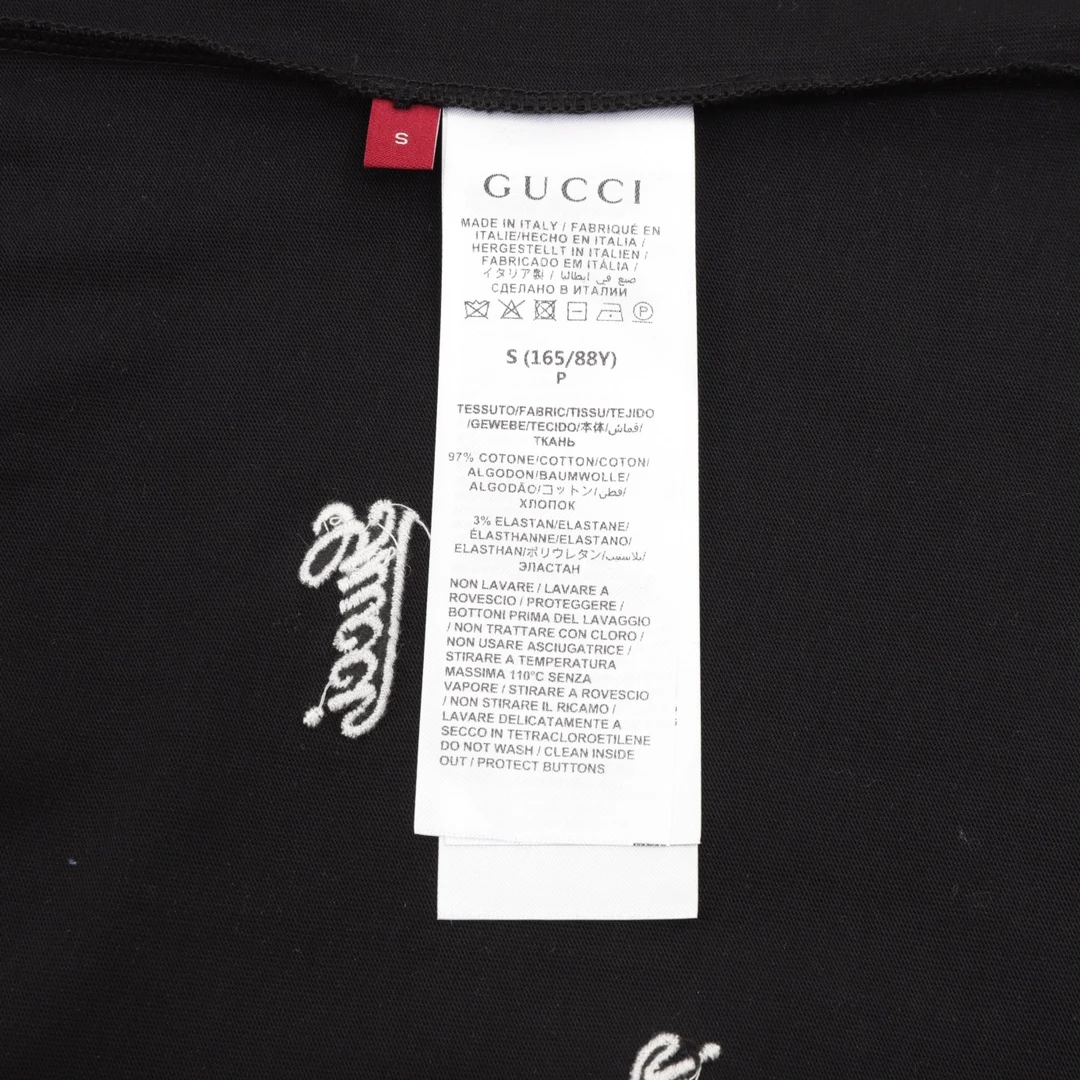 S
GUCCI
MADE IN ITALY / FABRIQUÉ EN
ITALIE/HECHO EN ITALIA /
HERGESTELLT IN ITALIEN /
FABRICADO EM ITÁLIA /
イタリア製 / صنع في إيطاليا
СДЕЛАНО В ИТАЛИИ
P
S (165/88Y)
P
TESSUTO/FABRIC/TISSU/TEJIDO
/GEWEBE/TECIDO/本体/قماش/
ТКАНЬ
97% COTONE/COTTON/COTON/
ALGODON/BAUMWOLLE/
ALGODÃO/コットン/قطن/
ХЛОПОК
3% ELASTAN/ELASTANE/
ÉLASTHANNE/ELASTANO/
ELASTHAN/ポリウレタン/
ЭЛАСТАН
NON LAVARE / LAVARE A
ROVESCIO / PROTEGGERE /
BOTTONI PRIMA DEL LAVAGGIO
/ NON TRATTARE CON CLORO /
NON USARE ASCIUGATRICE /
STIRARE A TEMPERATURA
MASSIMA 110°C SENZA
VAPORE / STIRARE A ROVESCIO
/ NON STIRARE IL RICAMO /
LAVARE DELICATAMENTE A
SECCO IN TETRACLOROETILENE
DO NOT WASH / CLEAN INSIDE
OUT / PROTECT BUTTONS